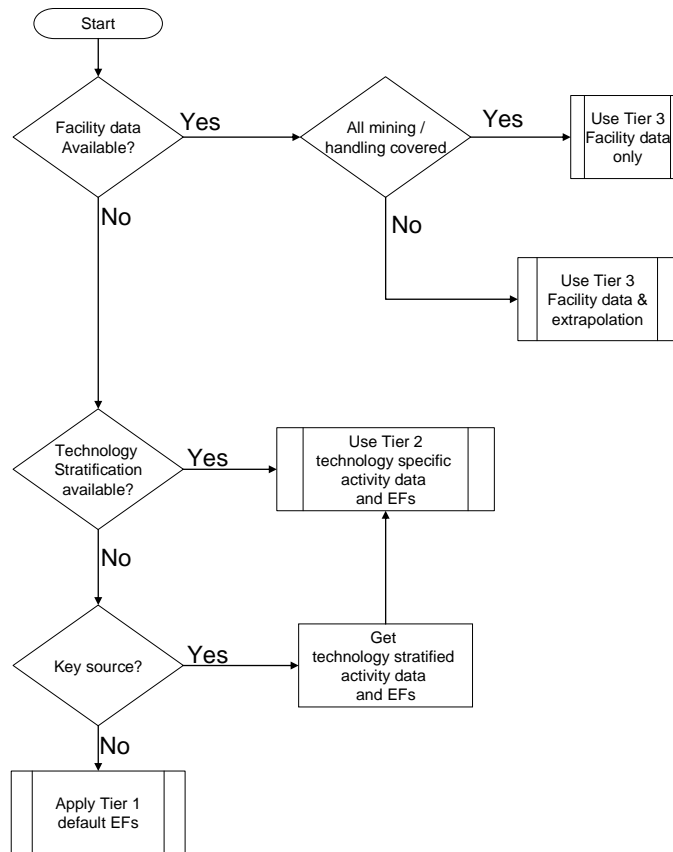 Start
Facility data
Available?
Yes
All mining /
handling covered
Yes
Use Tier 3
Facility data
only
No
No
Use Tier 3
Facility data &
extrapolation
Technology
Stratification
available?
Yes
Use Tier 2
technology specific
activity data
and EFs
No
Key source?
Yes
Get
technology stratified
activity data
and EFs
No
Apply Tier 1
default EFs